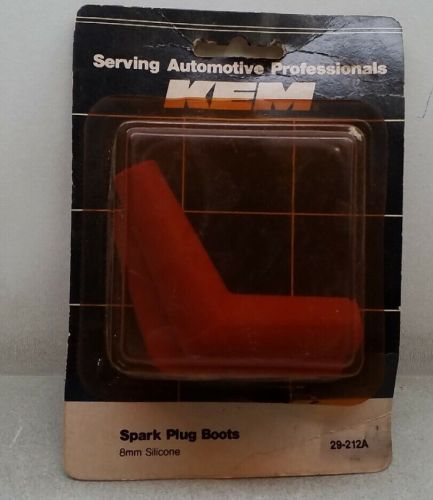 Serving Automotive Professionals
KEM
Spark Plug Boots
8mm Silicone
29-212A